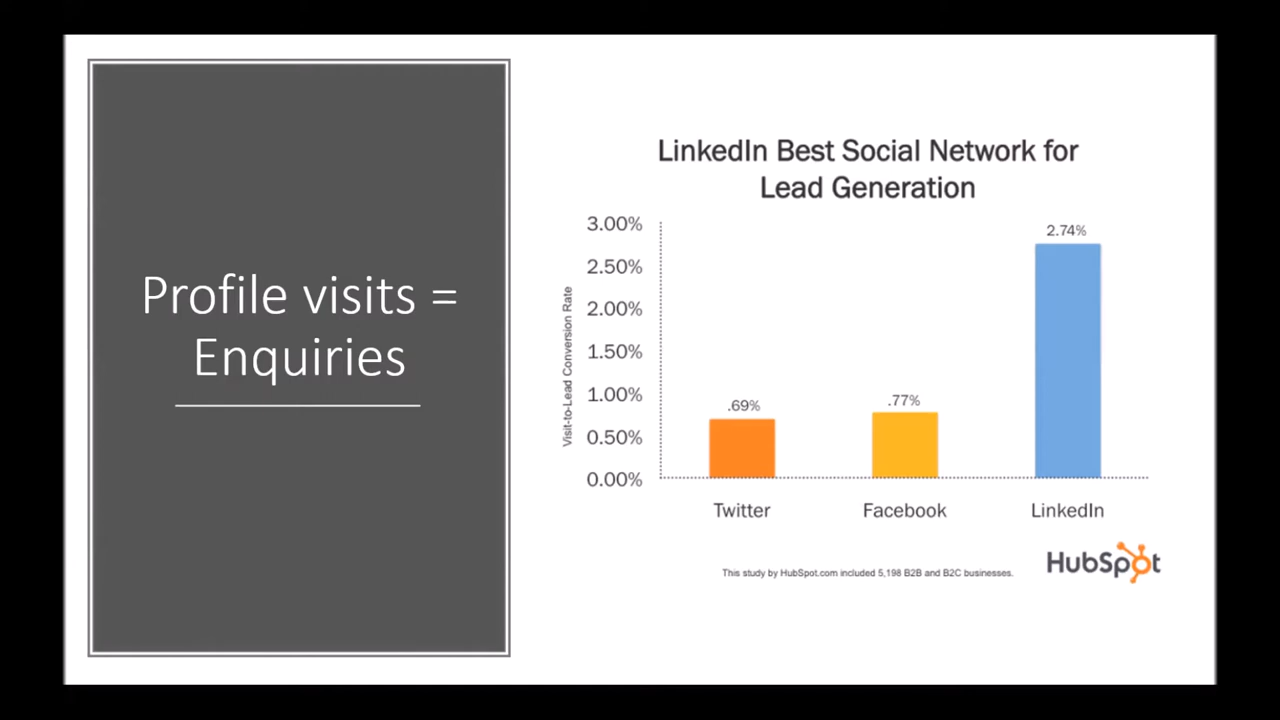 Profile visits =
Enquiries
LinkedIn Best Social Network for
Lead Generation
Visit-to-Lead Conversion Rate
3.00%
2.50%
2.00%
1.50%
1.00%
0.50%
0.00%
.69%
.77%
2.74%
Twitter
Facebook
LinkedIn
This study by HubSpot.com included 5,198 B2B and B2C businesses.
HubSpot